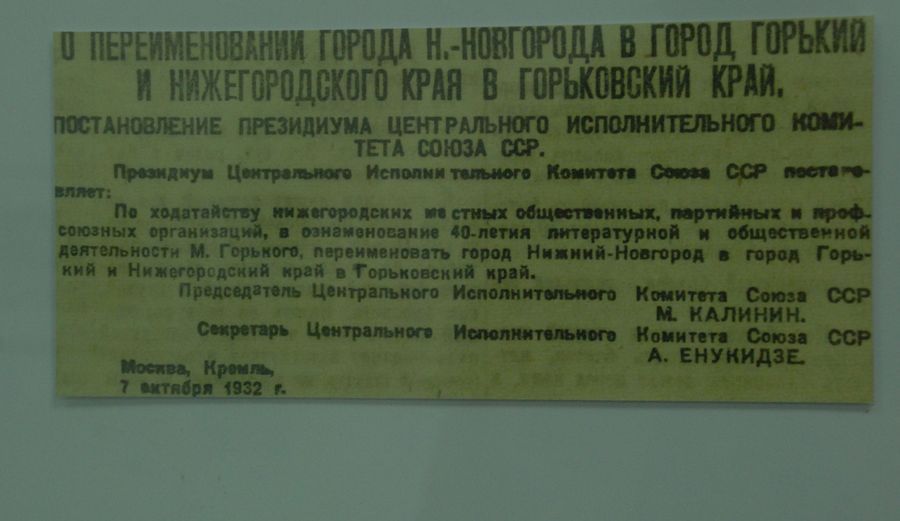 О ПЕРЕИМЕНОВАНИИ ГОРОДА Н.-НОВГОРОДА В ГОРОД ГОРЬКИЙ
И НИЖЕГОРОДСКОГО КРАЯ В ГОРЬКОВСКИЙ КРАЙ.
ПОСТАНОВЛЕНИЕ ПРЕЗИДИУМА ЦЕНТРАЛЬНОГО ИСПОЛНИТЕЛЬНОГО КОМИ-
ТЕТА СОЮЗА ССР.
Президиум Центрального Исполнительного Комитета Союза ССР постано-
вляет:
По ходатайству нижегородских местных общественных, партийных и проф-
союзных организаций, в ознаменование 40-летия литературной и общественной
деятельности М. Горького, переименовать город Нижний-Новгород в город Горь-
кий и Нижегородский край в Горьковский край.
Председатель Центрального Исполнительного Комитета Союза ССР
М. КАЛИНИН.
Секретарь Центрального Исполнительного Комитета Союза ССР
А. ЕНУКИДЗЕ.
Москва, Кремль,
7 октября 1932 г.